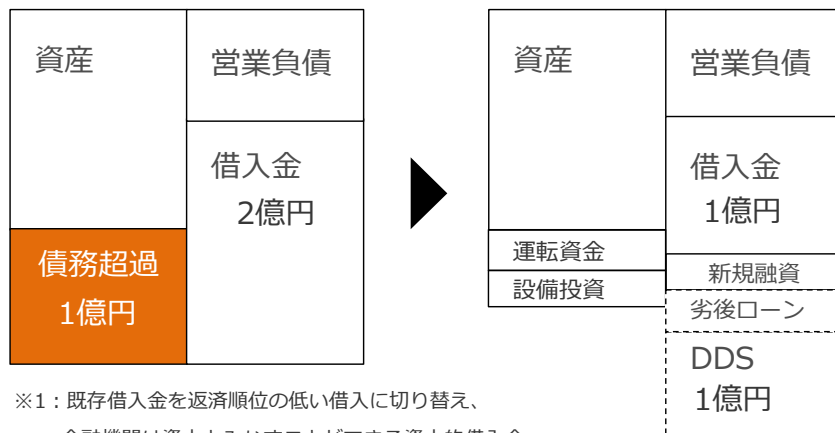 資産
営業負債
借入金
2億円
債務超過
1億円
資産
営業負債
借入金
1億円
運転資金
設備投資
新規融資
劣後ローン
DDS
1億円
※1：既存借入金を返済順位の低い借入に切り替え、